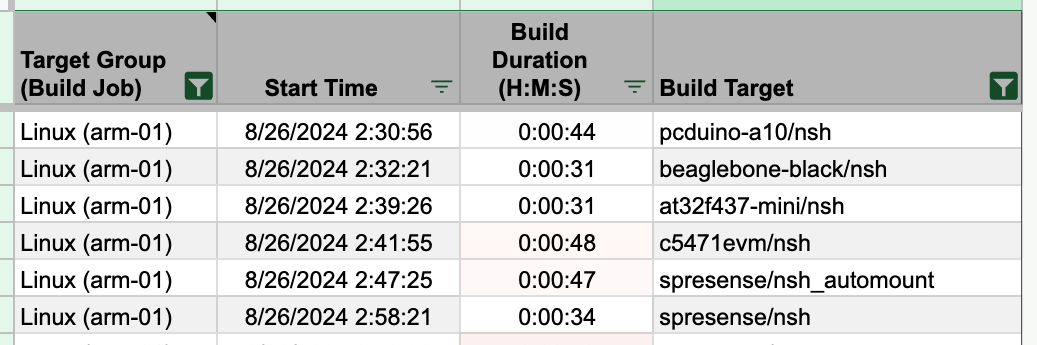 Target Group (Build Job) Start Time Build Duration (H:M:S) Build Target
Linux (arm-01) 8/26/2024 2:30:56 0:00:44 pcduino-a10/nsh
Linux (arm-01) 8/26/2024 2:32:21 0:00:31 beaglebone-black/nsh
Linux (arm-01) 8/26/2024 2:39:26 0:00:31 at32f437-mini/nsh
Linux (arm-01) 8/26/2024 2:41:55 0:00:48 c5471evm/nsh
Linux (arm-01) 8/26/2024 2:47:25 0:00:47 spresense/nsh_automount
Linux (arm-01) 8/26/2024 2:58:21 0:00:34 spresense/nsh